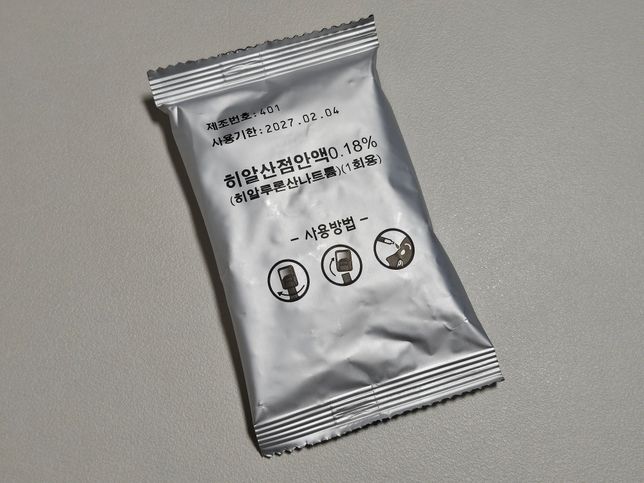 제조번호:401
사용기한:2027.02.04
히알산점안액0.18%
(히알루론산나트륨)(1회용)
- 사용방법 -